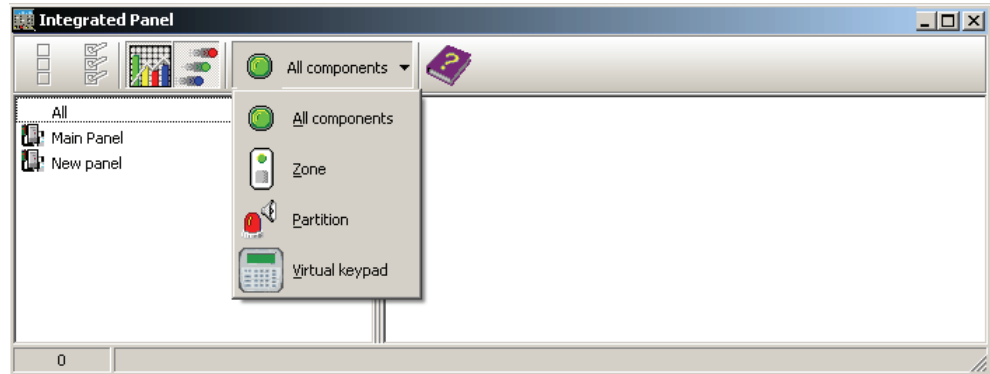 Integrated Panel
All components
All
Main Panel
New panel
All components
Zone
Partition
Virtual keypad
0